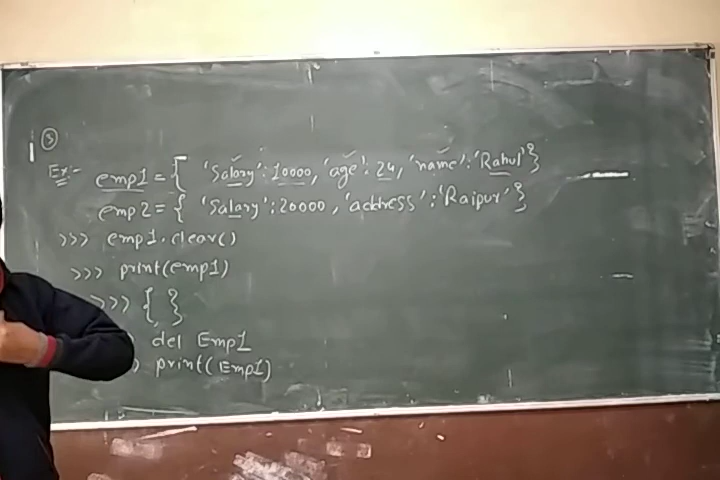 ③
Ex:- emp1 = { 'Salary' : 10000, 'age' : 24, 'name' : 'Rahul' }
emp2 = { 'Salary' : 20000 , 'address' : 'Raipur' }
>>> emp1.clear()
>>> print(emp1)
>>> { }
del Emp1
> print(Emp1)